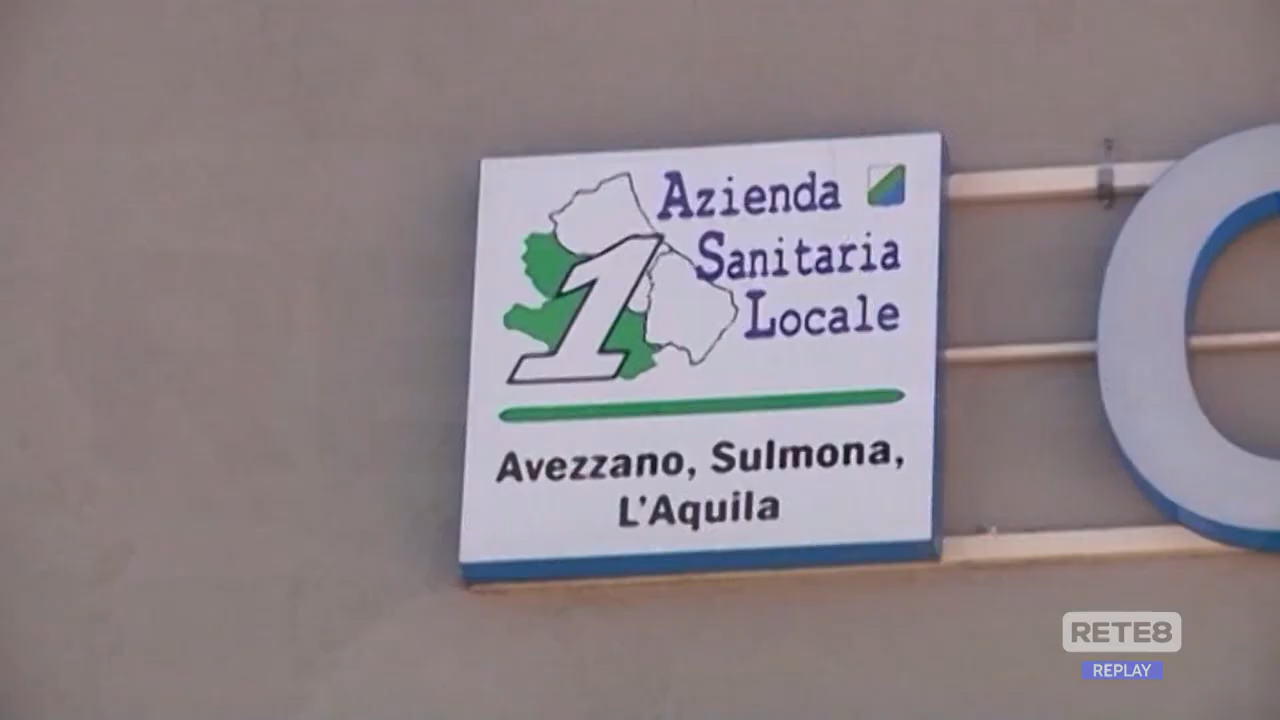 1
Azienda
Sanitaria
Locale
Avezzano, Sulmona,
L'Aquila
RETE8
REPLAY